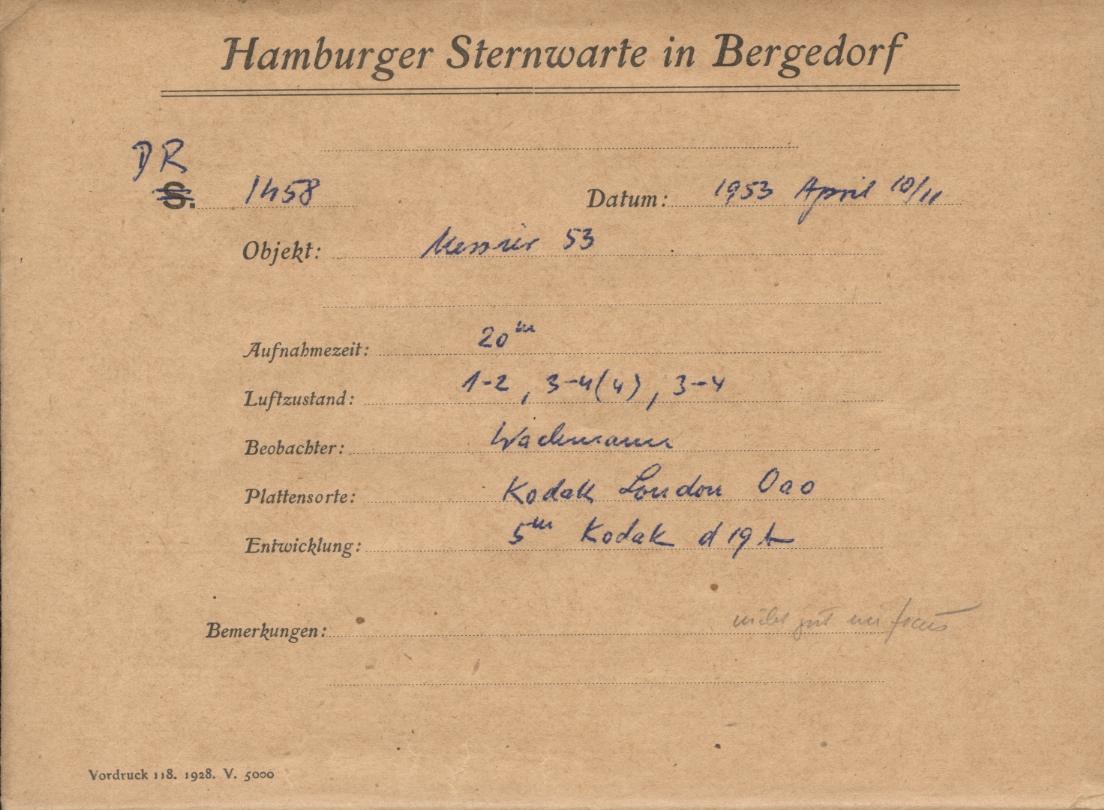 Hamburger Sternwarte in Bergedorf
DR
S. 1458 Datum: 1953 April 10/11
Objekt: Messier 53
Aufnahmezeit: 20ᵐ
Luftzustand: 1-2, 3-4(4), 3-4
Beobachter: Wachmann
Plattensorte: Kodak London Oao
Entwicklung: 5ᵐ Kodak d 19 b
Bemerkungen: nicht gut im focus
Vordruck 118. 1928. V. 5000